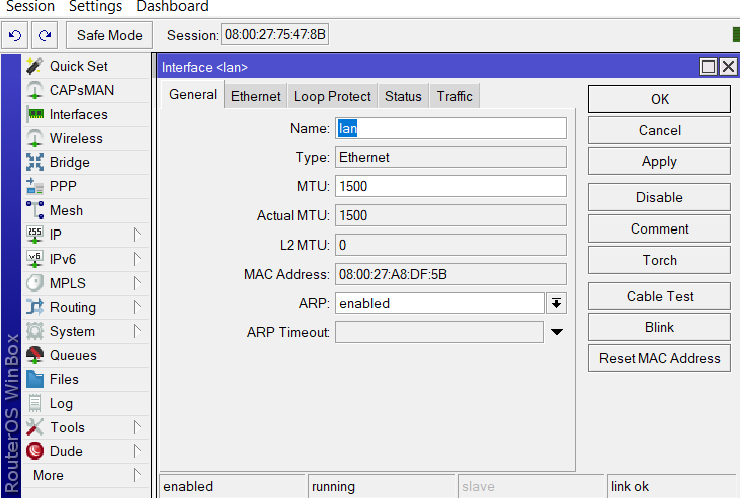 Session Settings Dashboard
Safe Mode Session: 08:00:27:75:47:8B
Interface <lan>
Quick Set
CAPsMAN
Interfaces
Wireless
Bridge
PPP
Mesh
IP
IPv6
MPLS
Routing
System
Queues
Files
Log
Tools
Dude
More
RouterOS WinBox
General Ethernet Loop Protect Status Traffic
Name: lan
Type: Ethernet
MTU: 1500
Actual MTU: 1500
L2 MTU: 0
MAC Address: 08:00:27:A8:DF:5B
ARP: enabled
ARP Timeout:
OK
Cancel
Apply
Disable
Comment
Torch
Cable Test
Blink
Reset MAC Address
enabled running slave link ok